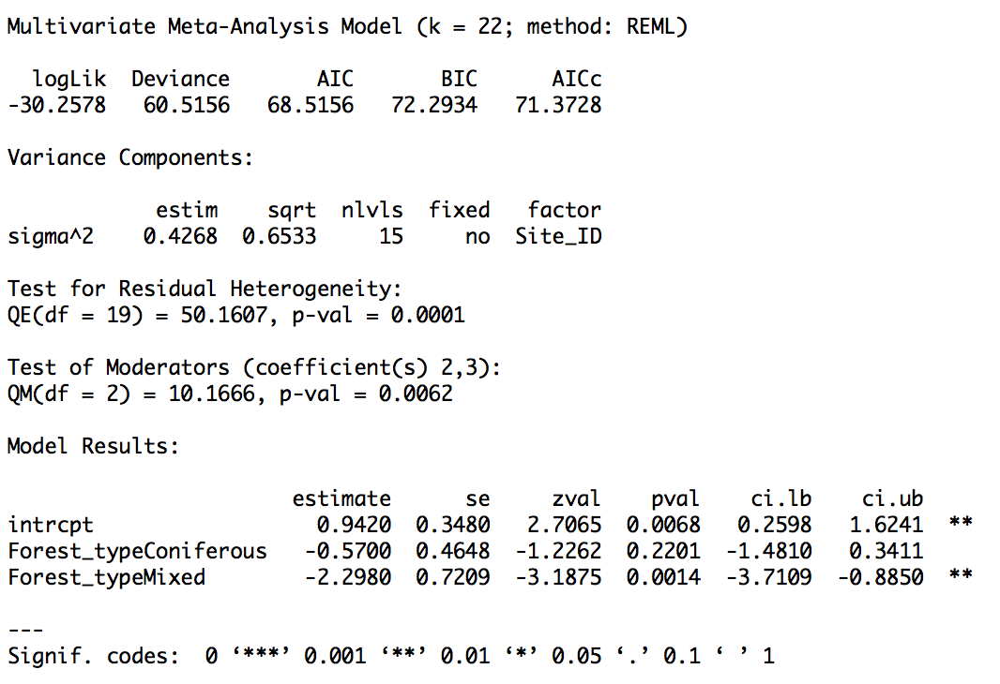 Multivariate Meta-Analysis Model (k = 22; method: REML)
logLik Deviance AIC BIC AICc
-30.2578 60.5156 68.5156 72.2934 71.3728
Variance Components:
estim sqrt nlvls fixed factor
sigma^2 0.4268 0.6533 15 no Site_ID
Test for Residual Heterogeneity:
QE(df = 19) = 50.1607, p-val = 0.0001
Test of Moderators (coefficient(s) 2,3):
QM(df = 2) = 10.1666, p-val = 0.0062
Model Results:
estimate se zval pval ci.lb ci.ub
intrcpt 0.9420 0.3480 2.7065 0.0068 0.2598 1.6241 **
Forest_typeConiferous -0.5700 0.4648 -1.2262 0.2201 -1.4810 0.3411
Forest_typeMixed -2.2980 0.7209 -3.1875 0.0014 -3.7109 -0.8850 **
---
Signif. codes: 0 ‘***’ 0.001 ‘**’ 0.01 ‘*’ 0.05 ‘.’ 0.1 ‘ ’ 1